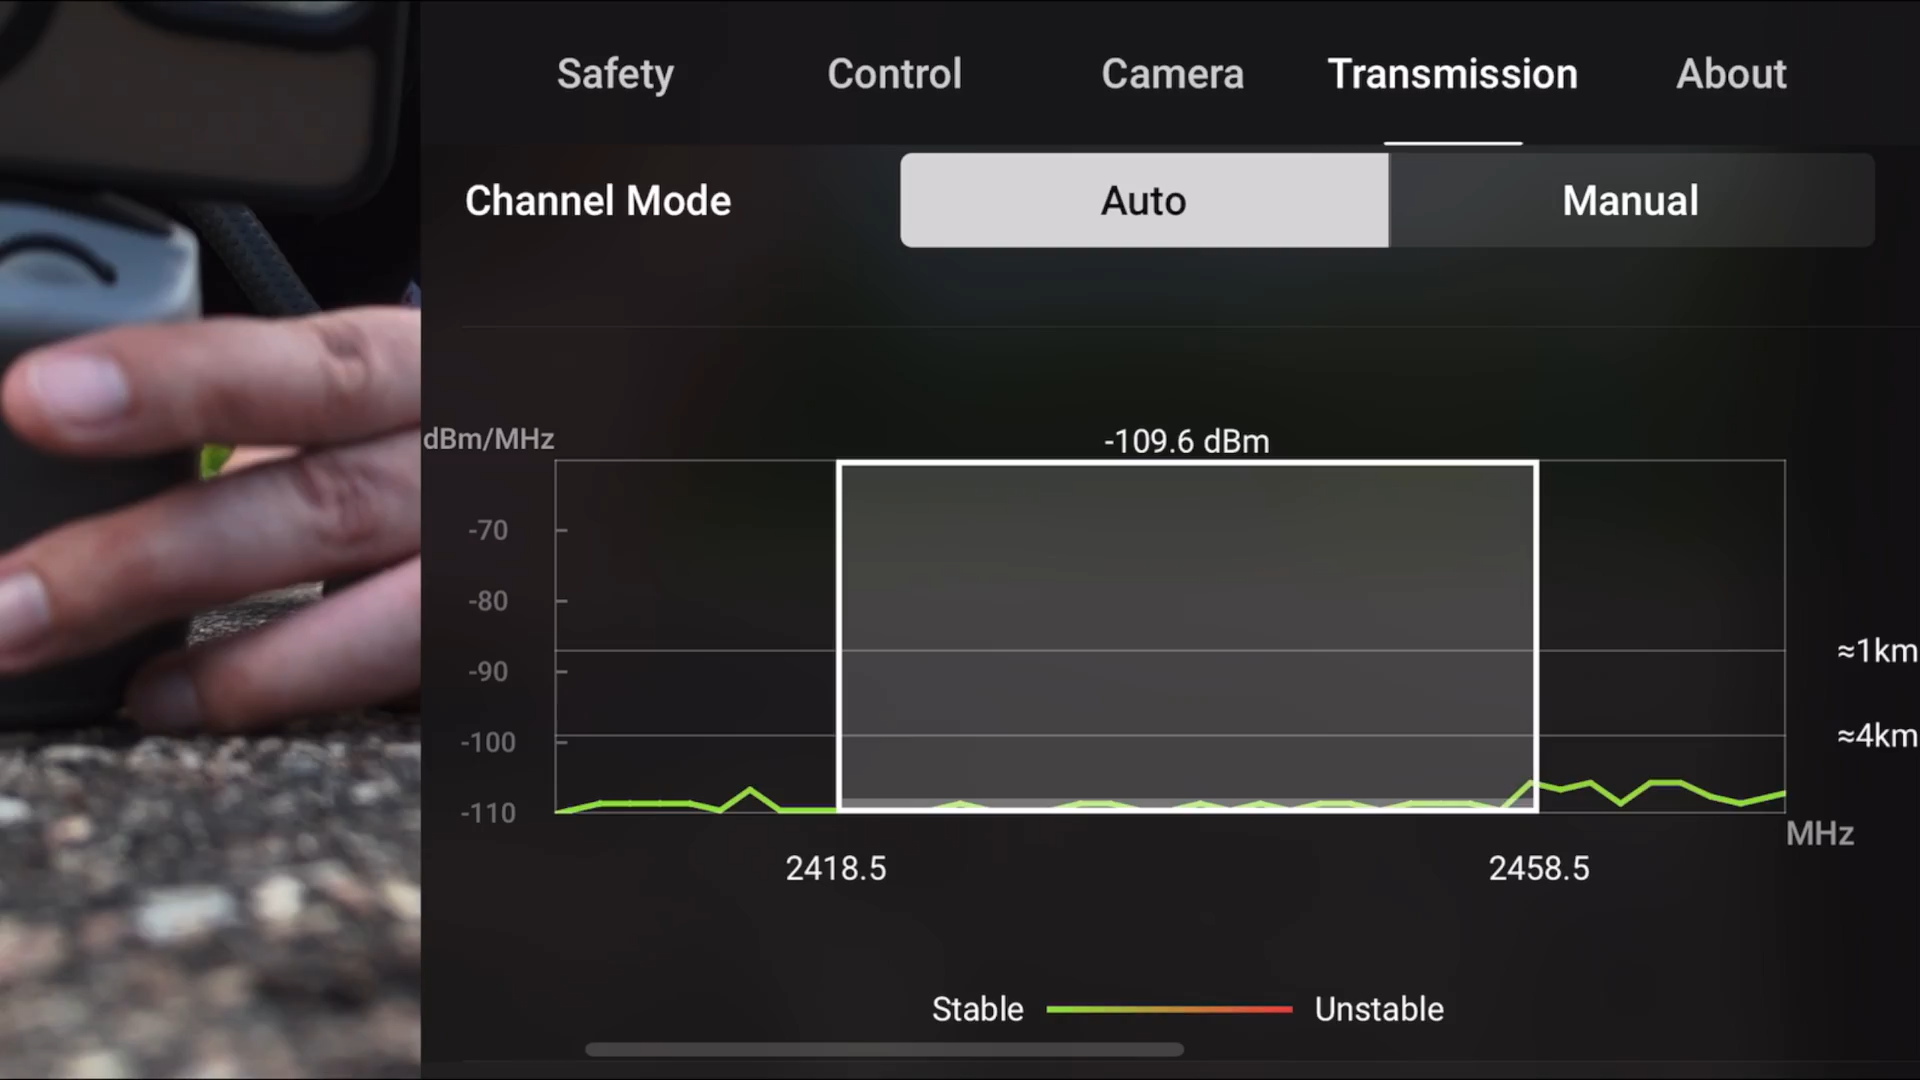 Safety Control Camera Transmission About
Channel Mode Auto Manual
dBm/MHz
-109.6 dBm
-70
-80
≈1km
-90
≈4km
-100
-110
MHz
2418.5 2458.5
Stable Unstable